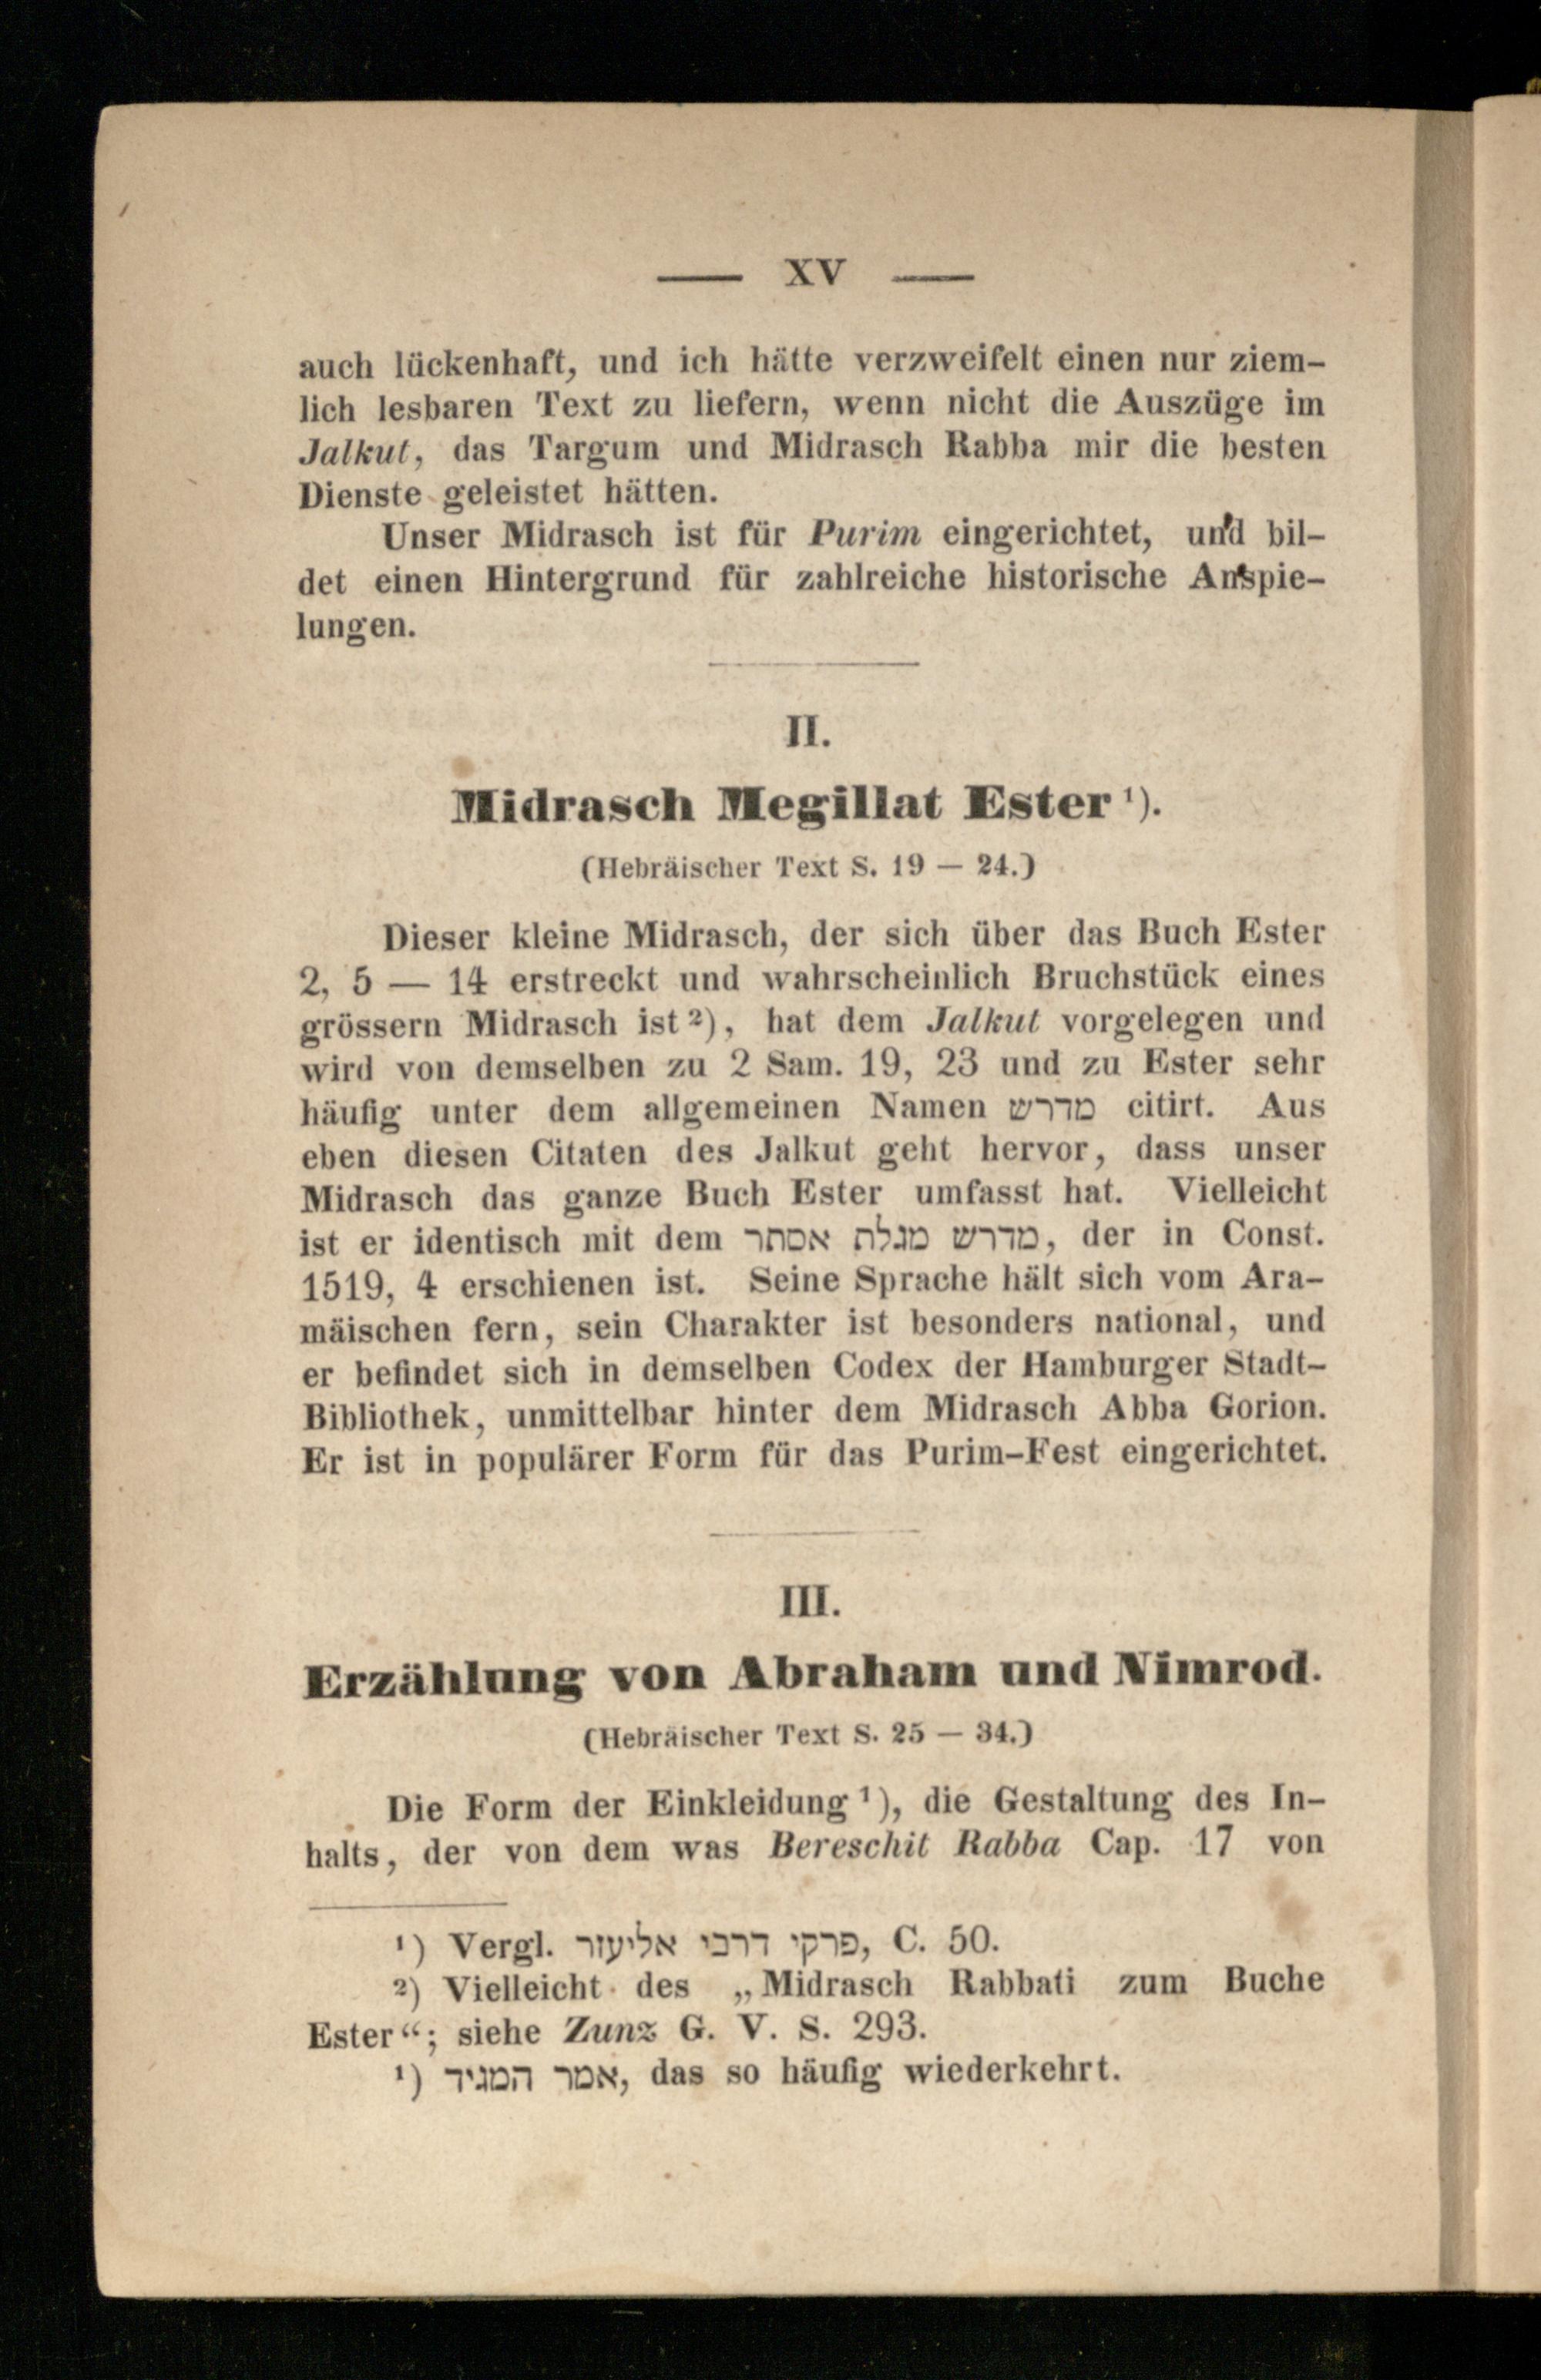 — XV —
auch lückenhaft, und ich hätte verzweifelt einen nur ziem-
lich lesbaren Text zu liefern, wenn nicht die Auszüge im
Jalkut, das Targum und Midrasch Rabba mir die besten
Dienste geleistet hätten.
Unser Midrasch ist für Purim eingerichtet, und bil-
det einen Hintergrund für zahlreiche historische Anspie-
lungen.
II.
Midrasch Megillat Ester ¹).
(Hebräischer Text S. 19 — 24.)
Dieser kleine Midrasch, der sich über das Buch Ester
2, 5 — 14 erstreckt und wahrscheinlich Bruchstück eines
grössern Midrasch ist ²), hat dem Jalkut vorgelegen und
wird von demselben zu 2 Sam. 19, 23 und zu Ester sehr
häufig unter dem allgemeinen Namen מדרש citirt. Aus
eben diesen Citaten des Jalkut geht hervor, dass unser
Midrasch das ganze Buch Ester umfasst hat. Vielleicht
ist er identisch mit dem מדרש מגלת אסתר, der in Const.
1519, 4 erschienen ist. Seine Sprache hält sich vom Ara-
mäischen fern, sein Charakter ist besonders national, und
er befindet sich in demselben Codex der Hamburger Stadt-
Bibliothek, unmittelbar hinter dem Midrasch Abba Gorion.
Er ist in populärer Form für das Purim-Fest eingerichtet.
III.
Erzählung von Abraham und Nimrod.
(Hebräischer Text S. 25 — 34.)
Die Form der Einkleidung ¹), die Gestaltung des In-
halts, der von dem was Bereschit Rabba Cap. 17 von
¹) Vergl. פרקי דרבי אליעזר, C. 50.
²) Vielleicht des „Midrasch Rabbati zum Buche
Ester“; siehe Zunz G. V. S. 293.
¹) אמר המגיד, das so häufig wiederkehrt.